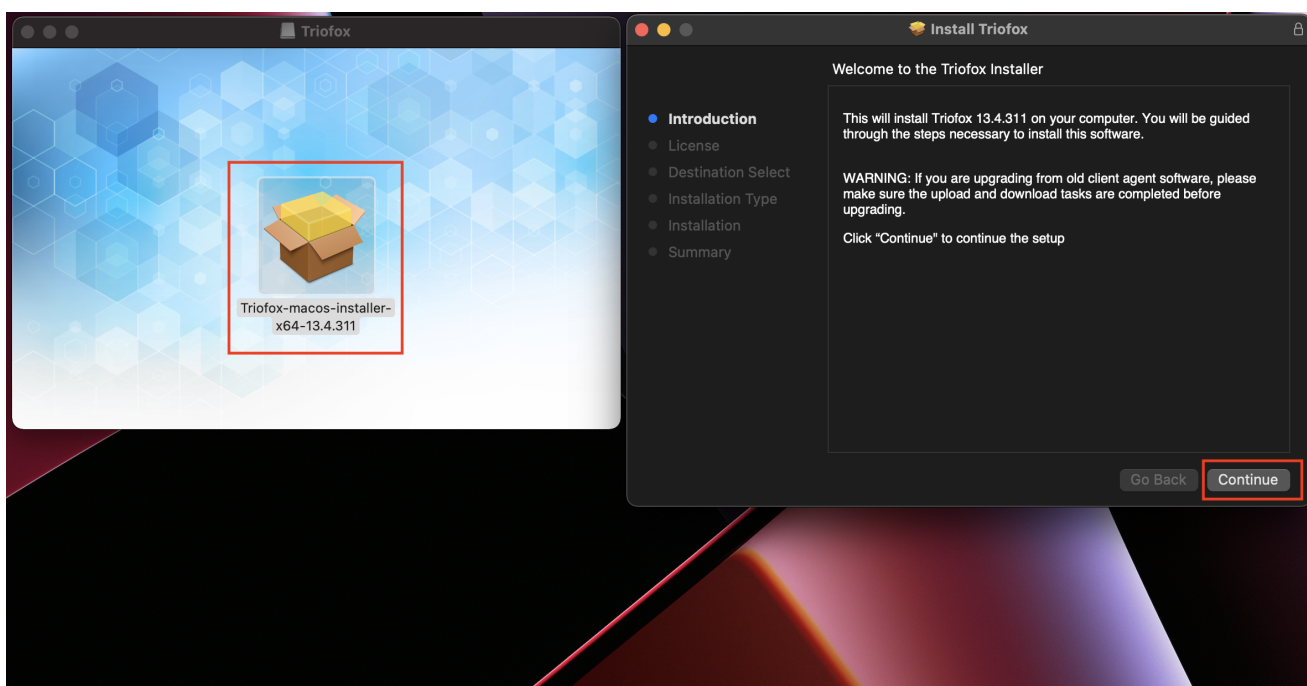 Triofox
Triofox-macos-installer-
x64-13.4.311
Install Triofox
Welcome to the Triofox Installer
Introduction
License
Destination Select
Installation Type
Installation
Summary
This will install Triofox 13.4.311 on your computer. You will be guided
through the steps necessary to install this software.
WARNING: If you are upgrading from old client agent software, please
make sure the upload and download tasks are completed before
upgrading.
Click “Continue" to continue the setup
Go Back
Continue